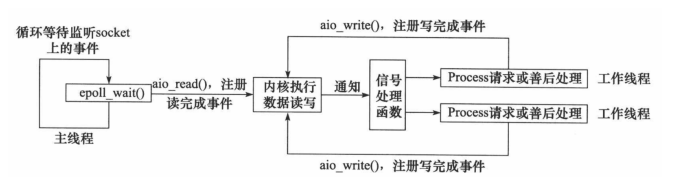 aio_write(), 注册写完成事件
循环等待监听socket
上的事件
epoll_wait()
aio_read(), 注册
读完成事件
主线程
内核执行
数据读写
通知
信号
处理
函数
Process请求或善后处理
工作线程
Process请求或善后处理
工作线程
aio_write(), 注册写完成事件